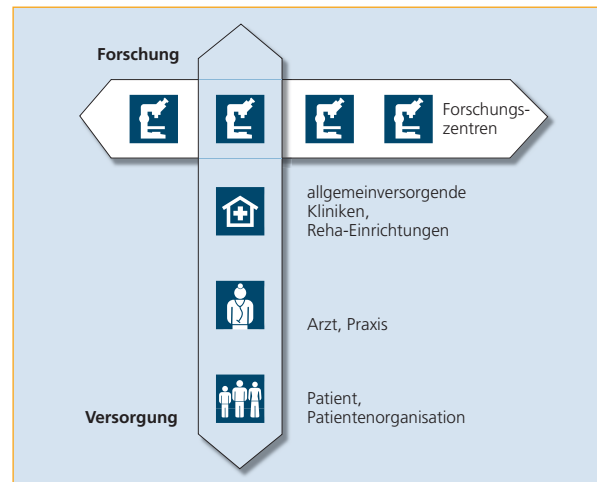 Forschung
Forschungs-
zentren
allgemeinversorgende
Kliniken,
Reha-Einrichtungen
Arzt, Praxis
Patient,
Versorgung
Patientenorganisation